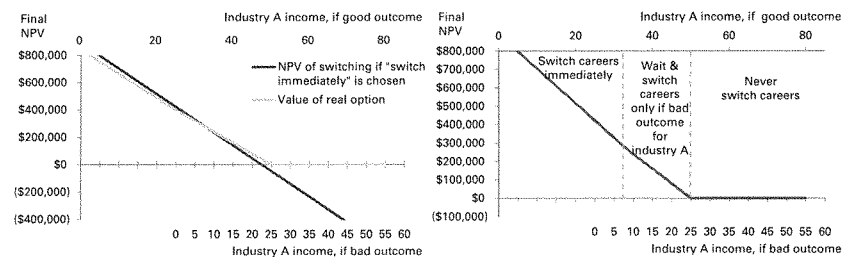 Final
NPV
Industry A income, if good outcome
0 20 40 60 80
$800,000
$600,000
$400,000
$200,000
$0
($200,000)
($400,000)
NPV of switching if "switch
immediately" is chosen
Value of real option
0 5 10 15 20 25 30 35 40 45 50 55 60
Industry A income, if bad outcome
Final
NPV
Industry A income, if good outcome
0 20 40 60 80
$800,000
$700,000
$600,000
$500,000
$400,000
$300,000
$200,000
$100,000
$0
($100,000)
Switch careers
immediately
Wait &
switch
careers
only if bad
outcome
for
industry A
Never
switch careers
0 5 10 15 20 25 30 35 40 45 50 55 60
Industry A income, if bad outcome